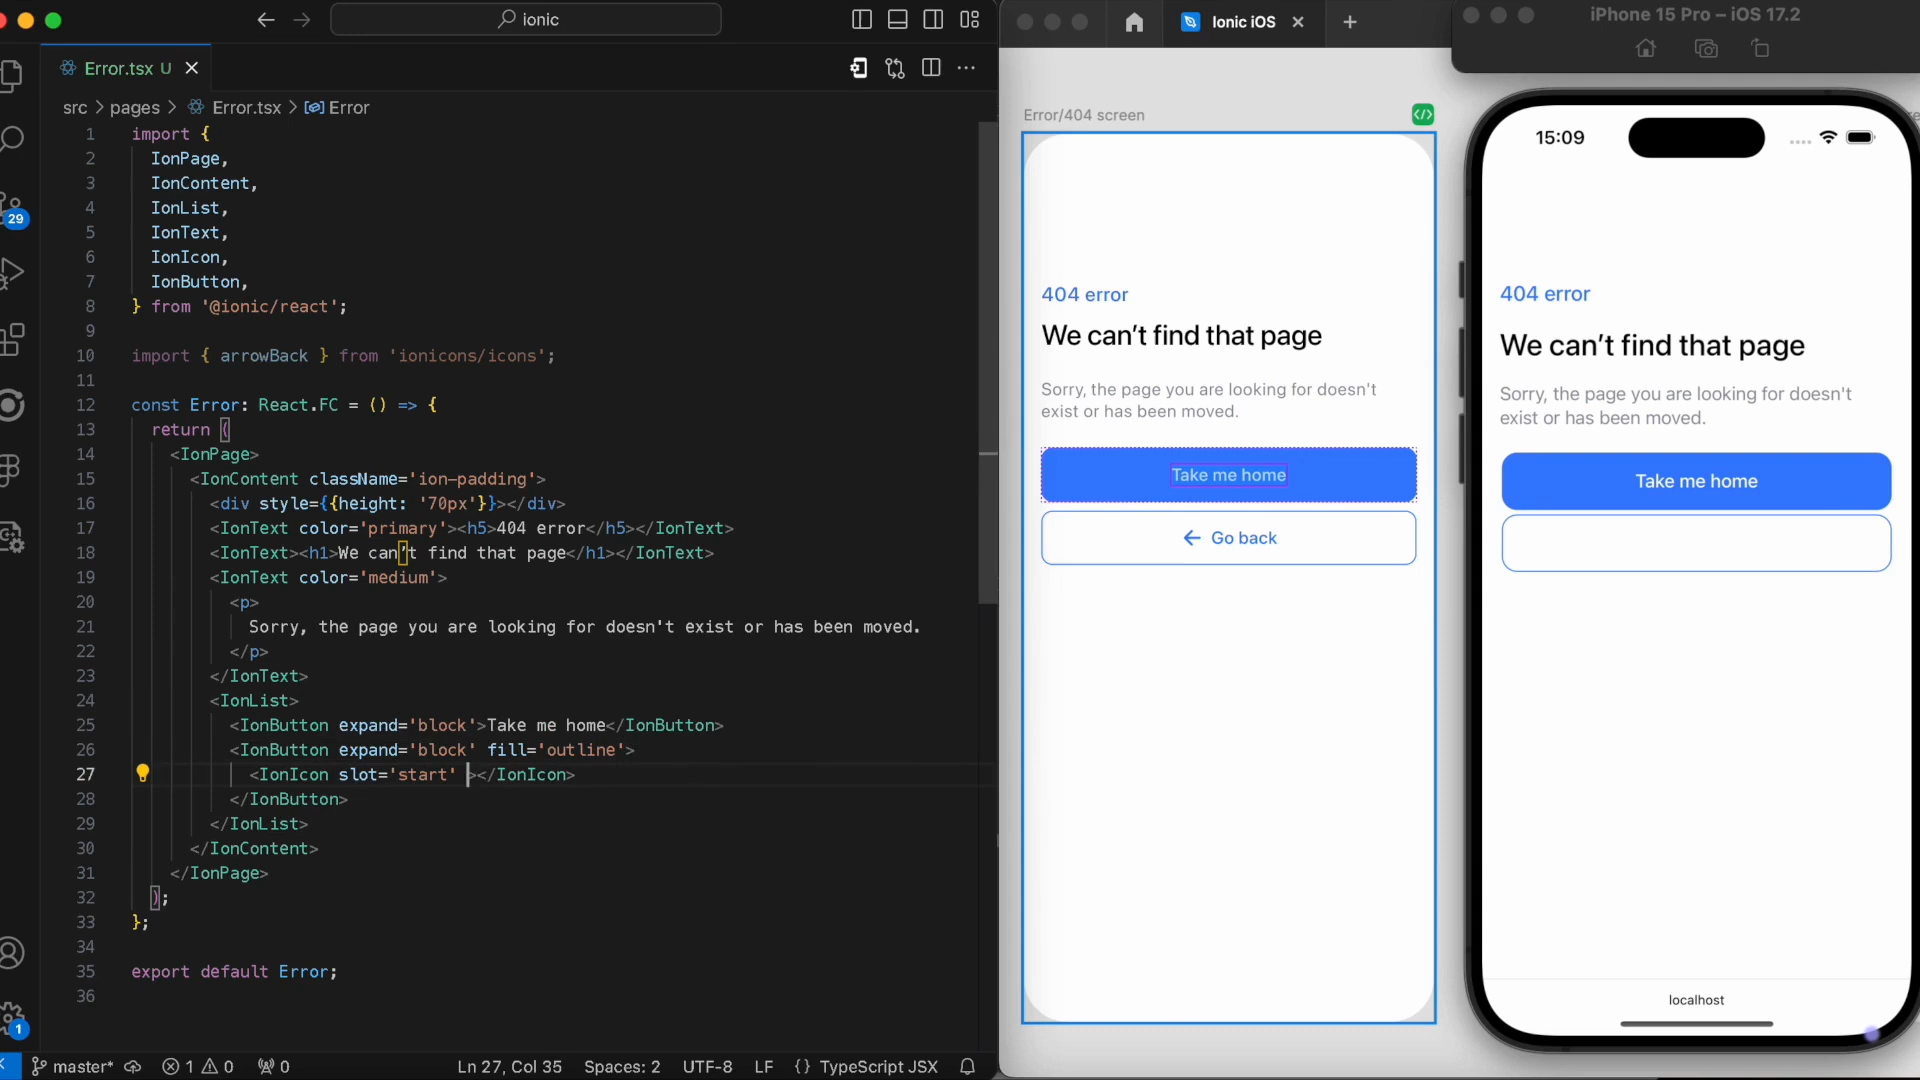 ionic
Error.tsx U
src > pages > Error.tsx > Error
1 import {
2 IonPage,
3 IonContent,
4 IonList,
5 IonText,
6 IonIcon,
7 IonButton,
8 } from '@ionic/react';
9
10 import { arrowBack } from 'ionicons/icons';
11
12 const Error: React.FC = () => {
13 return (
14 <IonPage>
15 <IonContent className='ion-padding'>
16 <div style={{height: '70px'}}></div>
17 <IonText color='primary'><h5>404 error</h5></IonText>
18 <IonText><h1>We can’t find that page</h1></IonText>
19 <IonText color='medium'>
20 <p>
21 Sorry, the page you are looking for doesn't exist or has been moved.
22 </p>
23 </IonText>
24 <IonList>
25 <IonButton expand='block'>Take me home</IonButton>
26 <IonButton expand='block' fill='outline'>
27 <IonIcon slot='start' ></IonIcon>
28 </IonButton>
29 </IonList>
30 </IonContent>
31 </IonPage>
32 );
33 };
34
35 export default Error;
36
29
1
master* 1 0 0 Ln 27, Col 35 Spaces: 2 UTF-8 LF {} TypeScript JSX
Ionic iOS
Error/404 screen
404 error
We can’t find that page
Sorry, the page you are looking for doesn't
exist or has been moved.
Take me home
Go back
iPhone 15 Pro – iOS 17.2
15:09
404 error
We can’t find that page
Sorry, the page you are looking for doesn't
exist or has been moved.
Take me home
localhost